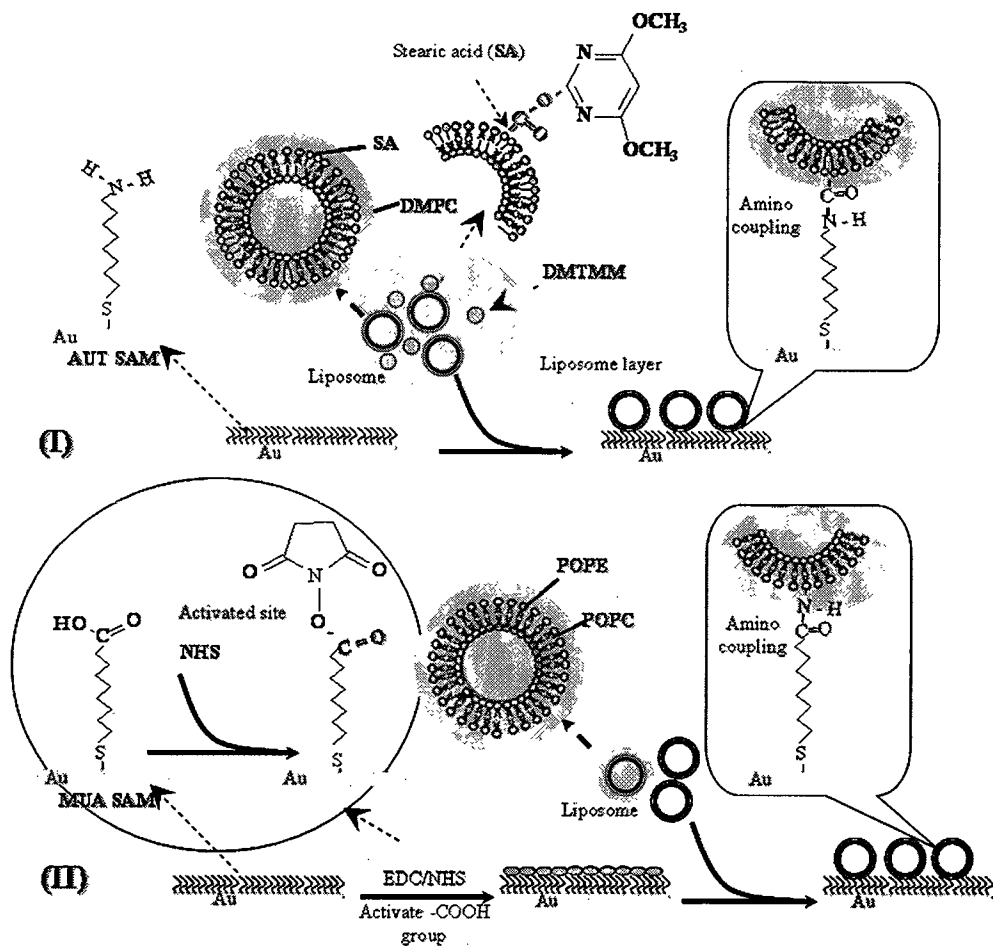 OCH3
Stearic acid (SA)
N
O
C
O
N
OCH3
SA
H
N-H
DMPC
C=O
Amino
coupling
N-H
DMTMM
S
Au
AUT SAM
S
Au
Liposome
Liposome layer
(I)
Au
Au
O
N
O
POPE
Activated site
O
HO
O
C
C=O
NHS
POPC
N-H
C=O
Amino
coupling
S
S
Au
Au
MUA SAM
S
Au
Liposome
(II)
Au
EDC/NHS
Activate -COOH
group
Au
Au